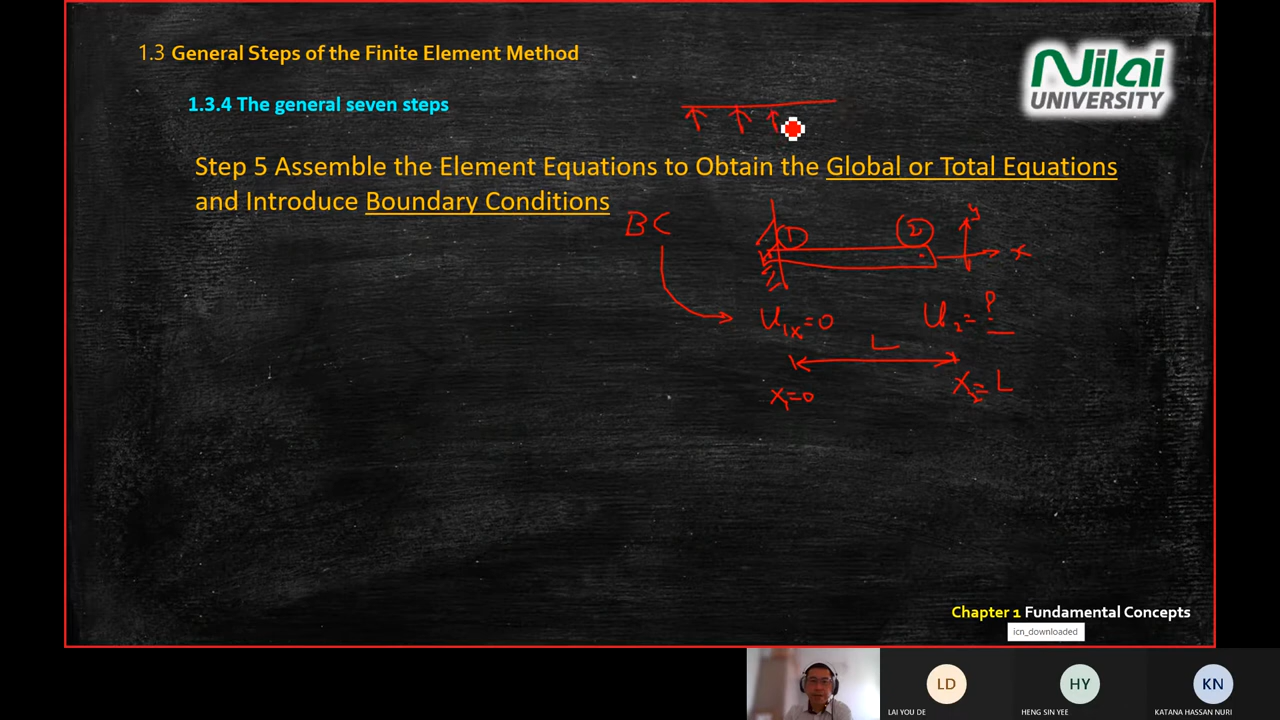 1.3 General Steps of the Finite Element Method
Nilai
UNIVERSITY
1.3.4 The general seven steps
Step 5 Assemble the Element Equations to Obtain the Global or Total Equations
and Introduce Boundary Conditions
BC
1
2
y
x
U1x=0
U2=?
L
x1=0
x2=L
Chapter 1 Fundamental Concepts
icn_downloaded
LD
HY
KN
LAI YOU DE
HENG SIN YEE
KATANA HASSAN NURI